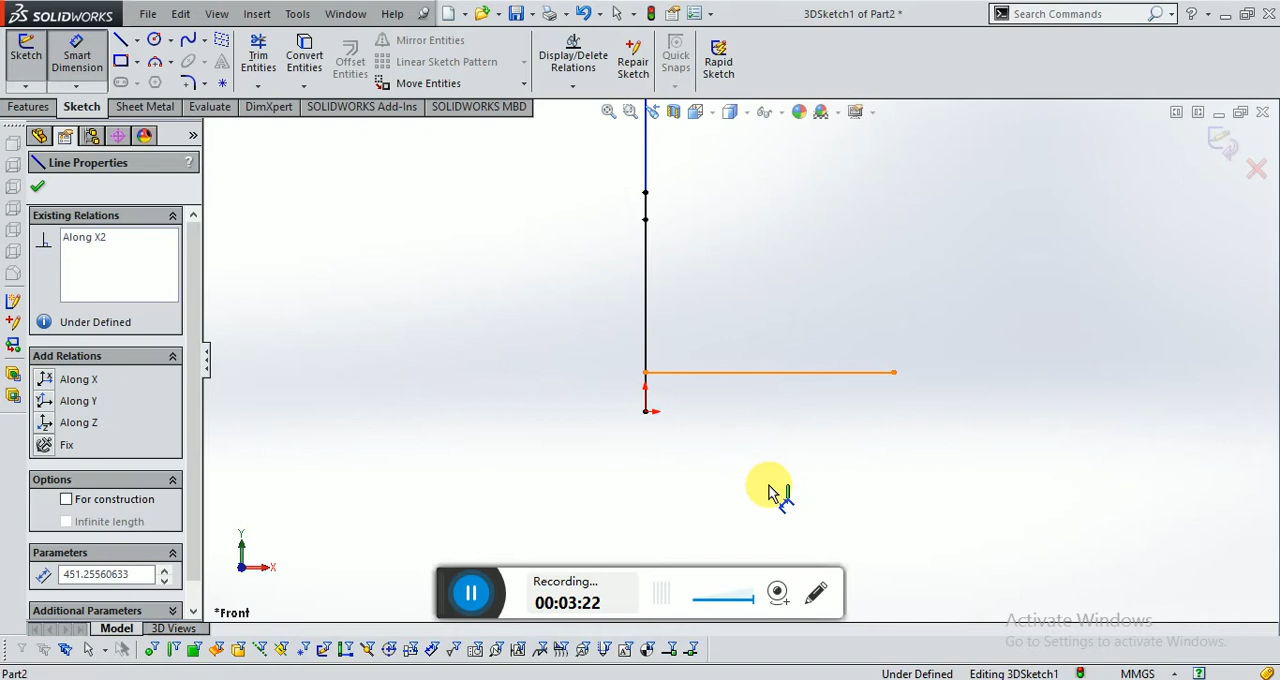 SOLIDWORKS File Edit View Insert Tools Window Help 3DSketch1 of Part2 * Search Commands
Sketch Smart Dimension Trim Entities Convert Entities Offset Entities Mirror Entities Linear Sketch Pattern Move Entities Display/Delete Relations Repair Sketch Quick Snaps Rapid Sketch
Features Sketch Sheet Metal Evaluate DimXpert SOLIDWORKS Add-Ins SOLIDWORKS MBD
Line Properties ?
Existing Relations
Along X2
Under Defined
Add Relations
Along X
Along Y
Along Z
Fix
Options
For construction
Infinite length
Parameters
451.25560633
Additional Parameters
Y
X
*Front
Recording...
00:03:22
Activate Windows
Go to Settings to activate Windows.
Model 3D Views
Part2 Under Defined Editing 3DSketch1 MMGS ?